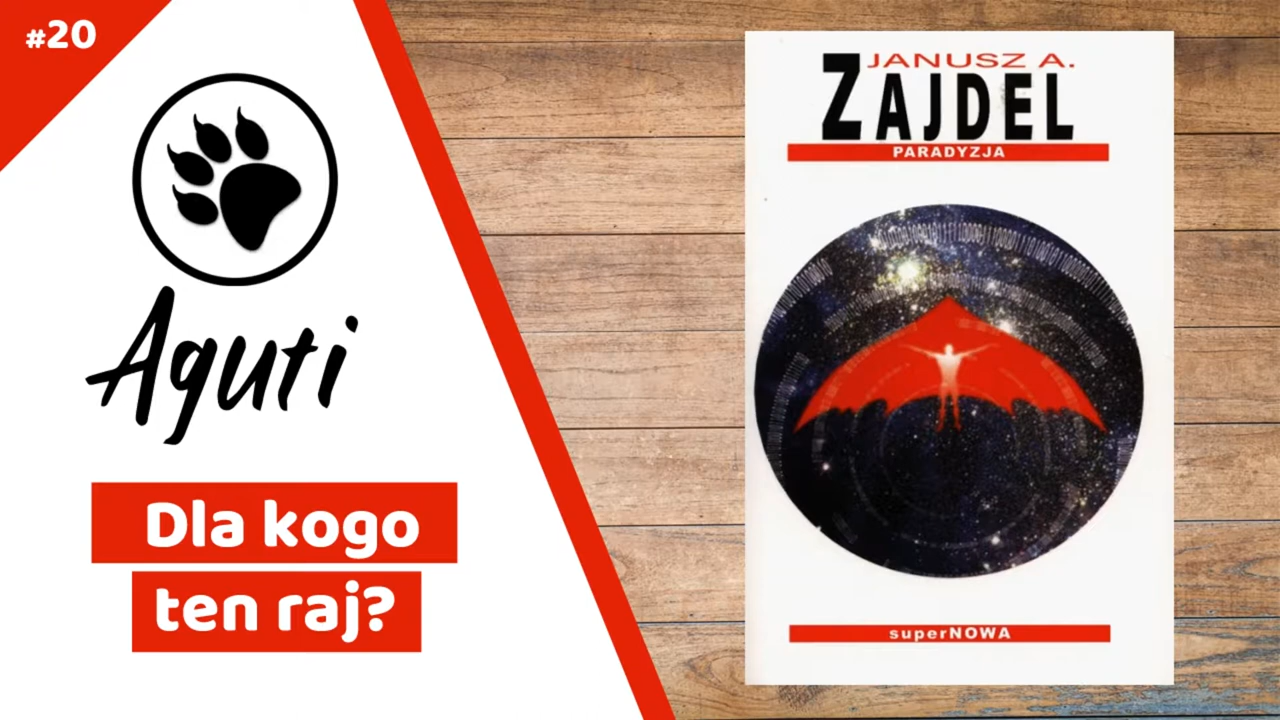 #20
Aguti
Dla kogo
ten raj?
JANUSZ A.
ZAJDEL
PARADYZJA
superNOWA